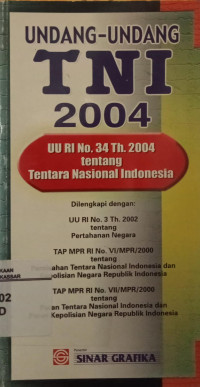 UNDANG-UNDANG
TNI
2004
UU RI No. 34 Th. 2004
tentang
Tentara Nasional Indonesia
Dilengkapi dengan:
UU RI No. 3 Th. 2002
tentang
Pertahanan Negara
TAP MPR RI No. VI/MPR/2000
tentang
Tentara Nasional Indonesia dan
Kepolisian Negara Republik Indonesia
TAP MPR RI No. VII/MPR/2000
tentang
Tentara Nasional Indonesia dan
Kepolisian Negara Republik Indonesia
SINAR GRAFIKA